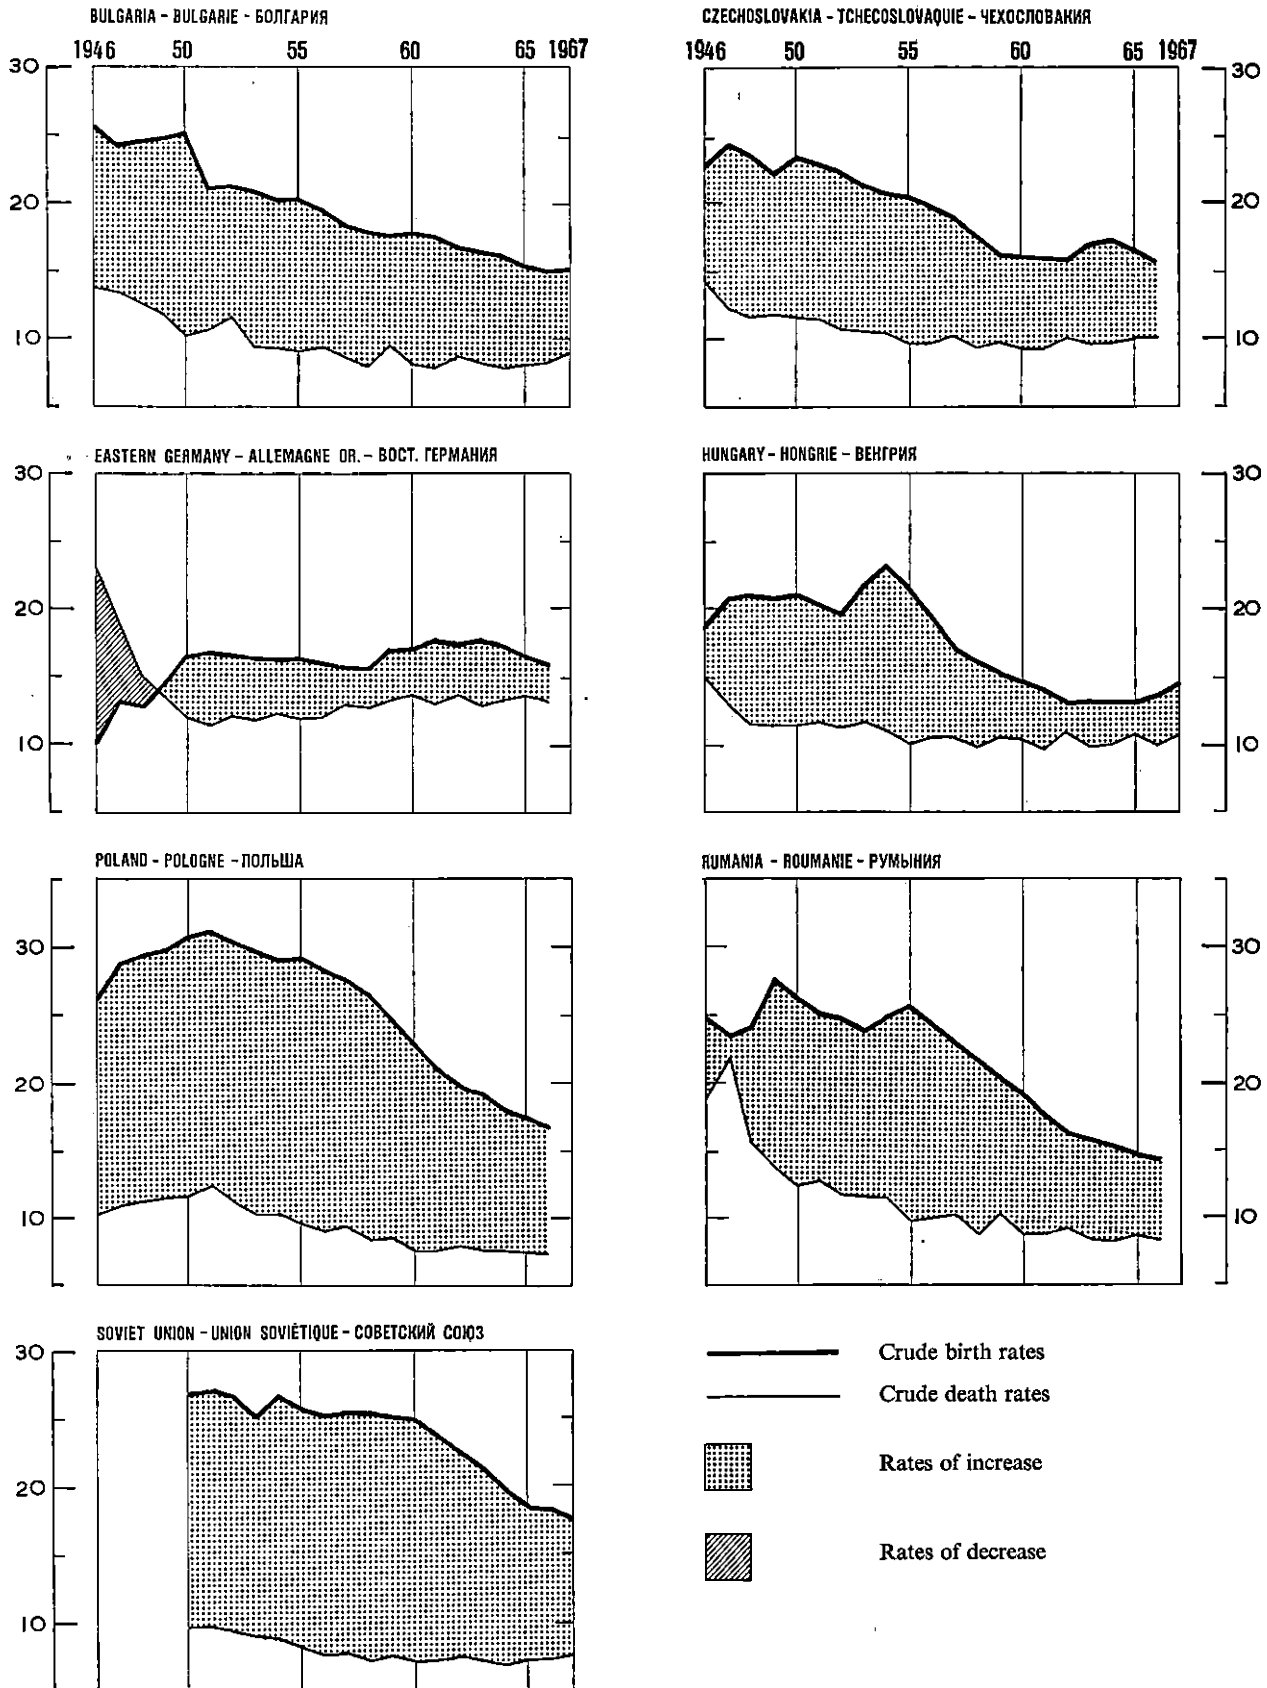 BULGARIA – BULGARIE – БОЛГАРИЯ
1946 50 55 60 65 1967
30
20
10
CZECHOSLOVAKIA – TCHECOSLOVAQUIE – ЧЕХОСЛОВАКИЯ
1946 50 55 60 65 1967
30
20
10
EASTERN GERMANY – ALLEMAGNE OR. – ВОСТ. ГЕРМАНИЯ
30
20
10
HUNGARY – HONGRIE – ВЕНГРИЯ
30
20
10
POLAND – POLOGNE – ПОЛЬША
30
20
10
RUMANIA – ROUMANIE – РУМЫНИЯ
30
20
10
SOVIET UNION – UNION SOVIÉTIQUE – СОВЕТСКИЙ СОЮЗ
30
20
10
Crude birth rates
Crude death rates
Rates of increase
Rates of decrease